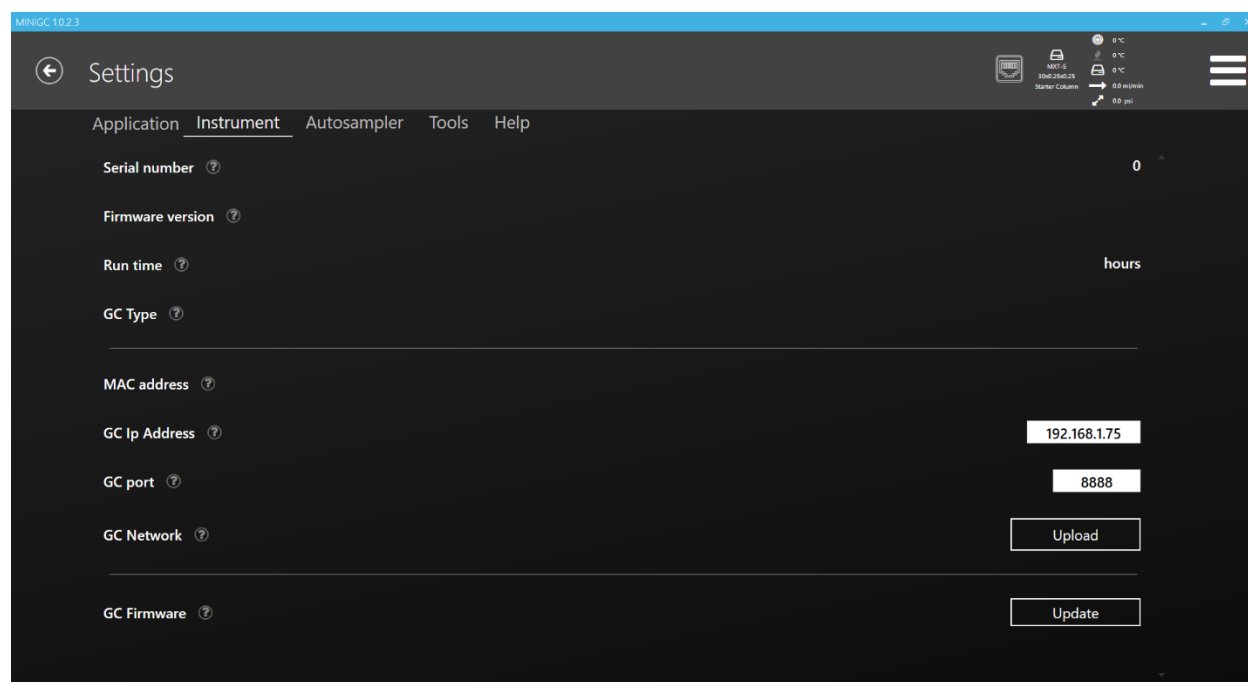 MINIGC 1.0.2.3
Settings
MXT-5
30x0.25x0.25
Starter Column
0 °C
0 °C
0 °C
0.0 ml/min
0.0 psi
Application Instrument Autosampler Tools Help
Serial number ? 0
Firmware version ?
Run time ? hours
GC Type ?
MAC address ?
GC Ip Address ? 192.168.1.75
GC port ? 8888
GC Network ? Upload
GC Firmware ? Update